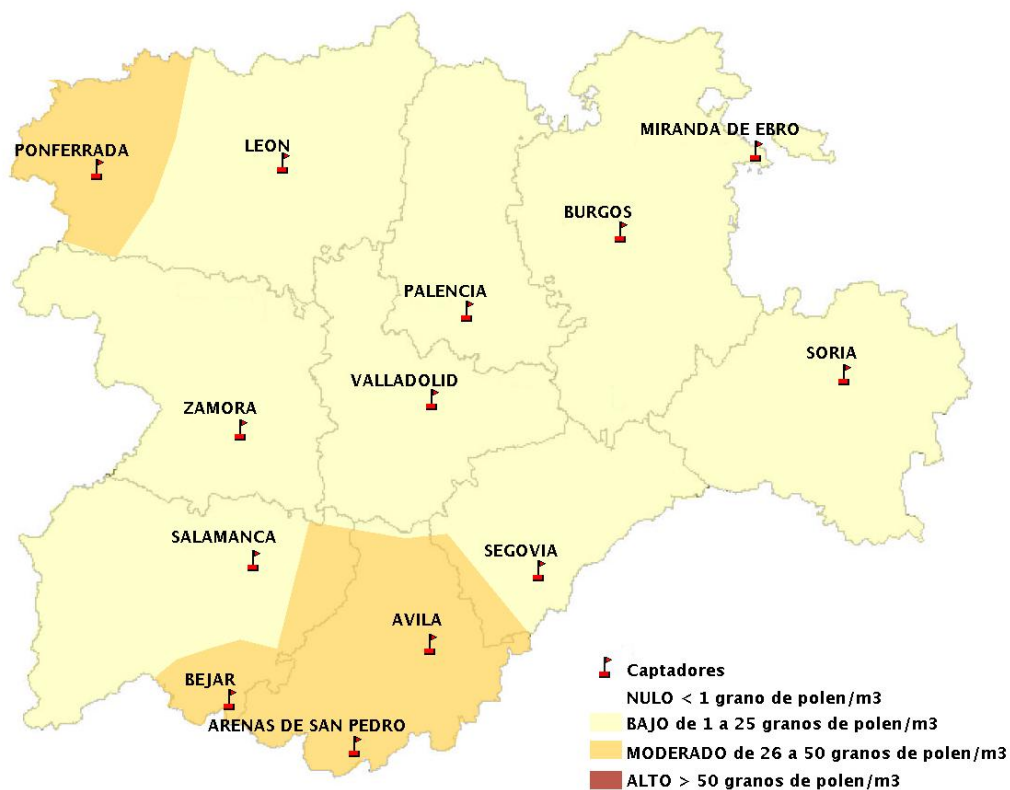 MIRANDA DE EBRO
PONFERRADA
LEON
BURGOS
PALENCIA
SORIA
VALLADOLID
ZAMORA
SALAMANCA
SEGOVIA
AVILA
BEJAR
ARENAS DE SAN PEDRO
Captadores
NULO < 1 grano de polen/m3
BAJO de 1 a 25 granos de polen/m3
MODERADO de 26 a 50 granos de polen/m3
ALTO > 50 granos de polen/m3